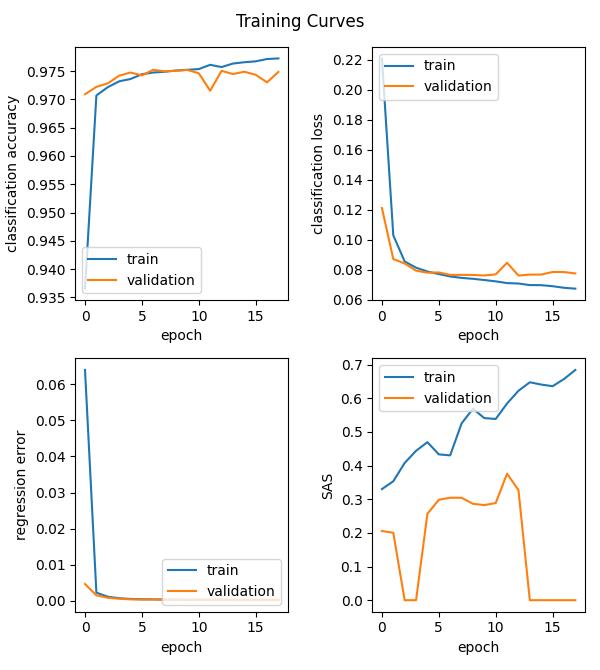 Training Curves
0.975
0.970
0.965
0.960
0.955
0.950
0.945
0.940
0.935
classification accuracy
train
validation
0
5
10
15
epoch
0.22
0.20
0.18
0.16
0.14
0.12
0.10
0.08
0.06
classification loss
train
validation
0
5
10
15
epoch
0.06
0.05
0.04
0.03
0.02
0.01
0.00
regression error
train
validation
0
5
10
15
epoch
0.7
0.6
0.5
0.4
0.3
0.2
0.1
0.0
SAS
train
validation
0
5
10
15
epoch